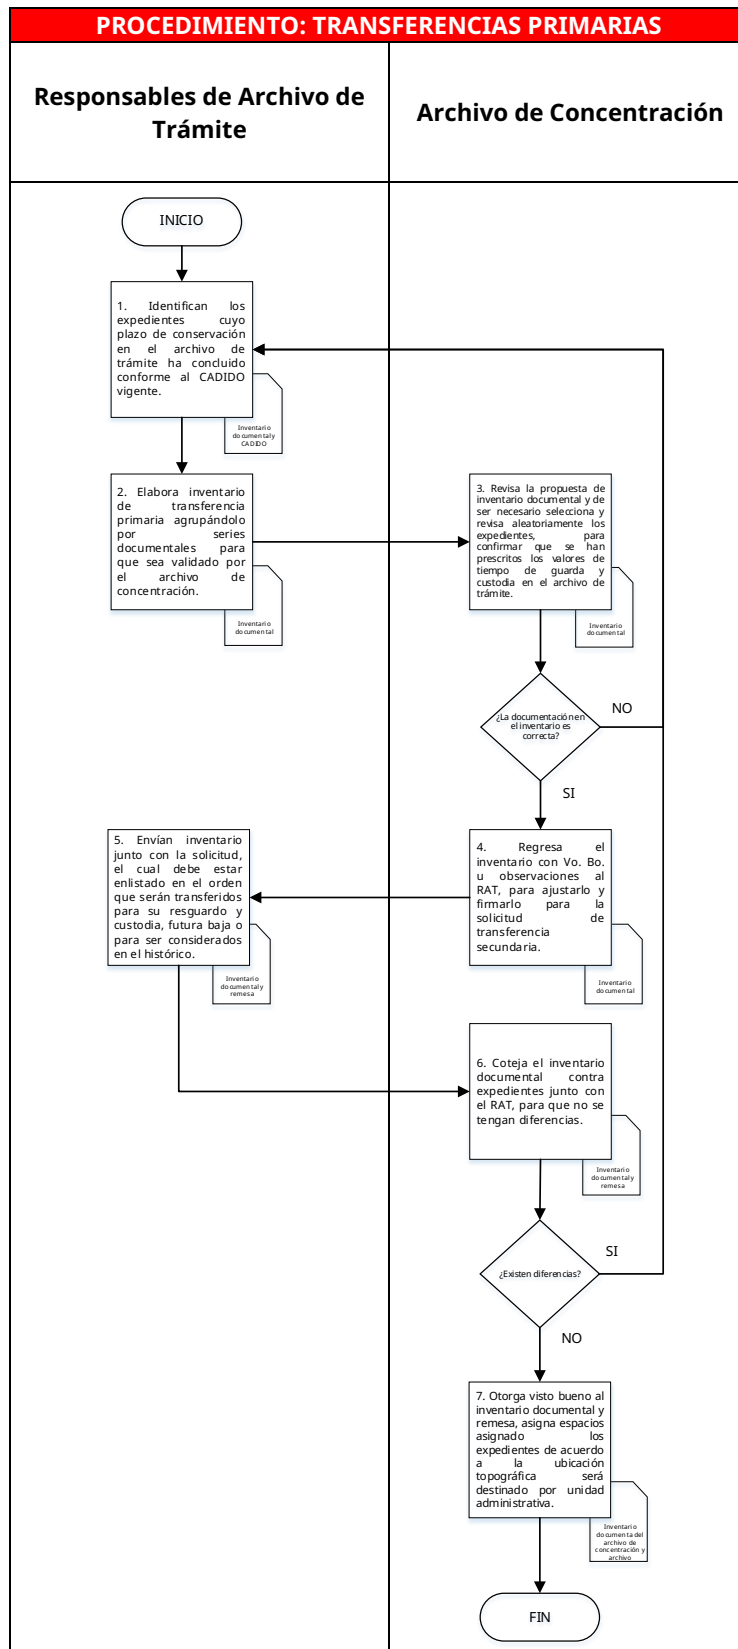 PROCEDIMIENTO: TRANSFERENCIAS PRIMARIAS
Responsables de Archivo de
Trámite
Archivo de Concentración
INICIO
1. Identifican los
expedientes cuyo
plazo de conservación
en el archivo de
trámite ha concluido
conforme al CADIDO
vigente.
Inventario
documental y
CADIDO
2. Elabora inventario
de transferencia
primaria agrupándolo
por series
documentales para
que sea validado por
el archivo de
concentración.
Inventario
documental
3. Revisa la propuesta de
inventario documental y de
ser necesario selecciona y
revisa aleatoriamente los
expedientes, para
confirmar que se han
prescritos los valores de
tiempo de guarda y
custodia en el archivo de
trámite.
Inventario
documental
¿La documentación en
el inventario es
correcta?
NO
SI
4. Regresa el
inventario con Vo. Bo.
u observaciones al
RAT, para ajustarlo y
firmarlo para la
solicitud de
transferencia
secundaria.
Inventario
documental
5. Envían inventario
junto con la solicitud,
el cual debe estar
enlistado en el orden
que serán transferidos
para su resguardo y
custodia, futura baja o
para ser considerados
en el histórico.
Inventario
documental y
remesa
6. Coteja el inventario
documental contra
expedientes junto con
el RAT, para que no se
tengan diferencias.
Inventario
documental y
remesa
¿Existen diferencias?
SI
NO
7. Otorga visto bueno al
inventario documental y
remesa, asigna espacios
asignado los
expedientes de acuerdo
a la ubicación
topográfica será
destinado por unidad
administrativa.
Inventario
documenta del
archivo de
concentración y
archivo
FIN